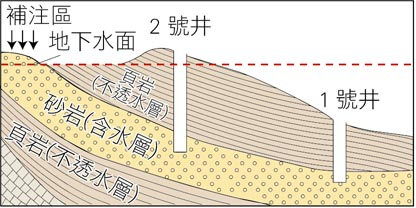 補注區
地下水面
2 號井
1 號井
頁岩
(不透水層)
砂岩(含水層)
頁岩(不透水層)